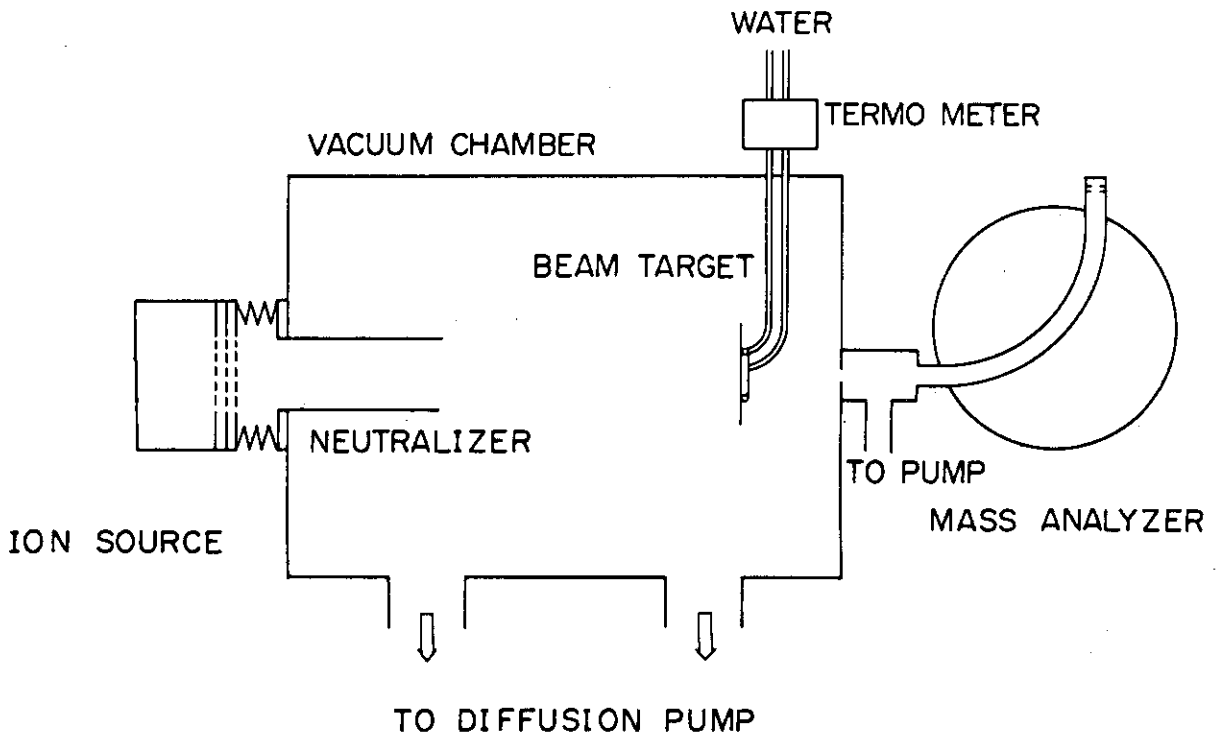 WATER
TERMO METER
VACUUM CHAMBER
BEAM TARGET
NEUTRALIZER
TO PUMP
MASS ANALYZER
ION SOURCE
TO DIFFUSION PUMP